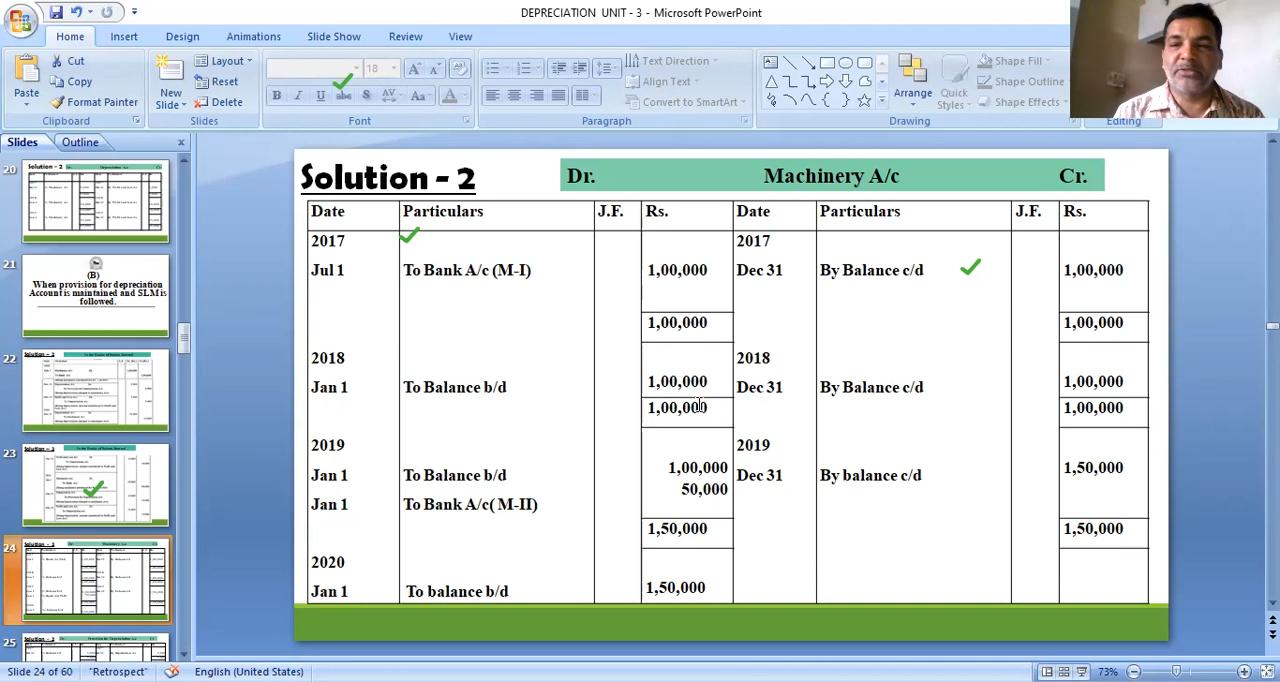 DEPRECIATION UNIT - 3 - Microsoft PowerPoint
Home Insert Design Animations Slide Show Review View
Paste Cut Copy Format Painter
Clipboard
New Slide Layout Reset Delete
Slides
18
Font
Text Direction Align Text Convert to SmartArt
Paragraph
Arrange Quick Styles Shape Fill Shape Outline Shape Effects
Drawing
Editing
Slides Outline
20
21
(B)
When provision for depreciation
Account is maintained and SLM is
followed.
22
23
24
25
Solution - 2
Dr. Machinery A/c Cr.
Date Particulars J.F. Rs. Date Particulars J.F. Rs.
2017 2017
Jul 1 To Bank A/c (M-I) 1,00,000 Dec 31 By Balance c/d 1,00,000
1,00,000 1,00,000
2018 2018
Jan 1 To Balance b/d 1,00,000 Dec 31 By Balance c/d 1,00,000
1,00,000 1,00,000
2019 2019
Jan 1 To Balance b/d 1,00,000 Dec 31 By balance c/d 1,50,000
Jan 1 To Bank A/c( M-II) 50,000
1,50,000 1,50,000
2020
Jan 1 To balance b/d 1,50,000
Slide 24 of 60 "Retrospect" English (United States) 73%